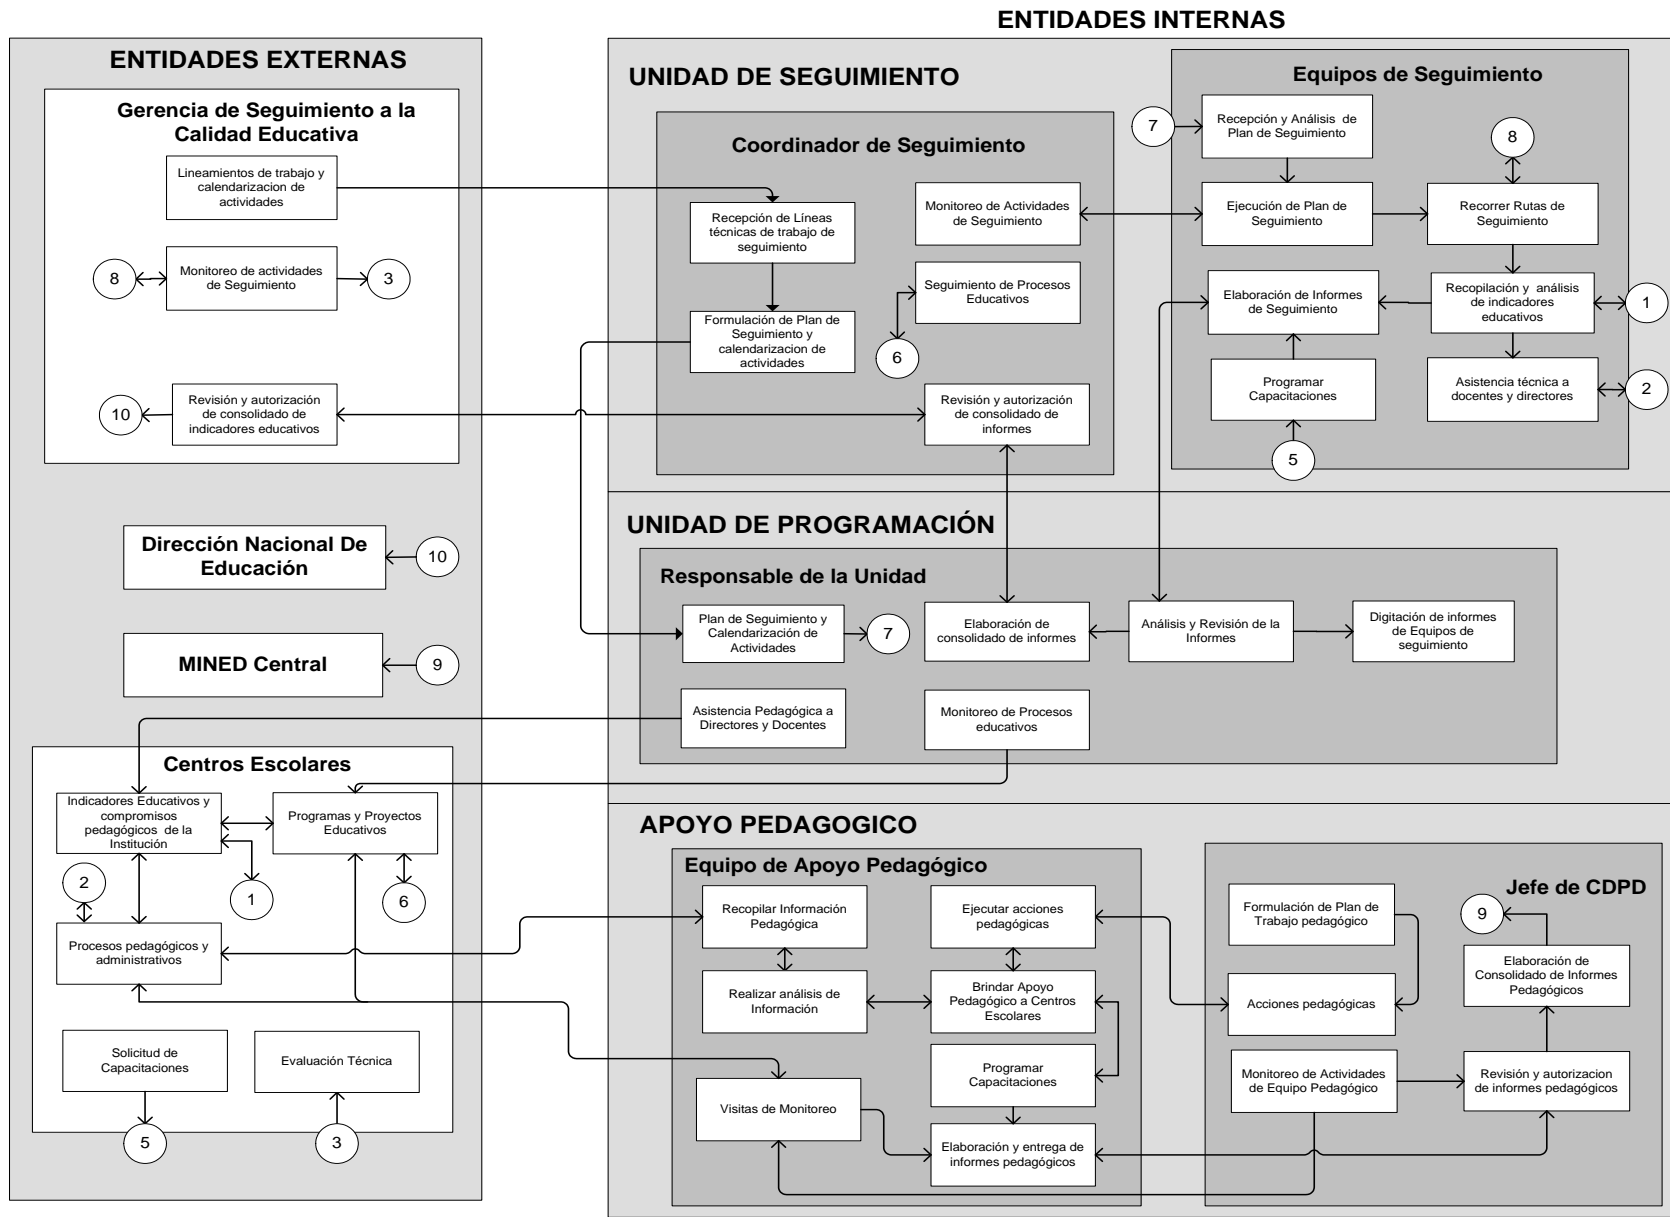 ENTIDADES INTERNAS
ENTIDADES EXTERNAS
Gerencia de Seguimiento a la
Calidad Educativa
Lineamientos de trabajo y
calendarizacion de
actividades
8
Monitoreo de actividades
de Seguimiento
3
10
Revisión y autorización
de consolidado de
indicadores educativos
Dirección Nacional De
Educación
10
MINED Central
9
Centros Escolares
Indicadores Educativos y
compromisos
pedagógicos de la
Institución
Programas y Proyectos
Educativos
2
1
6
Procesos pedagógicos y
administrativos
Solicitud de
Capacitaciones
Evaluación Técnica
5
3
UNIDAD DE SEGUIMIENTO
Coordinador de Seguimiento
Recepción de Líneas
técnicas de trabajo de
seguimiento
Monitoreo de Actividades
de Seguimiento
Seguimiento de Procesos
Educativos
Formulación de Plan de
Seguimiento y
calendarizacion de
actividades
6
Revisión y autorización
de consolidado de
informes
Equipos de Seguimiento
7
Recepción y Análisis de
Plan de Seguimiento
8
Ejecución de Plan de
Seguimiento
Recorrer Rutas de
Seguimiento
Elaboración de Informes
de Seguimiento
Recopilación y análisis
de indicadores
educativos
1
Programar
Capacitaciones
Asistencia técnica a
docentes y directores
2
5
UNIDAD DE PROGRAMACIÓN
Responsable de la Unidad
Plan de Seguimiento y
Calendarización de
Actividades
7
Elaboración de
consolidado de informes
Análisis y Revisión de la
Informes
Digitación de informes
de Equipos de
seguimiento
Asistencia Pedagógica a
Directores y Docentes
Monitoreo de Procesos
educativos
APOYO PEDAGOGICO
Equipo de Apoyo Pedagógico
Recopilar Información
Pedagógica
Ejecutar acciones
pedagógicas
Realizar análisis de
Información
Brindar Apoyo
Pedagógico a Centros
Escolares
Programar
Capacitaciones
Visitas de Monitoreo
Elaboración y entrega de
informes pedagógicos
Jefe de CDPD
Formulación de Plan de
Trabajo pedagógico
9
Elaboración de
Consolidado de Informes
Pedagógicos
Acciones pedagógicas
Monitoreo de Actividades
de Equipo Pedagógico
Revisión y autorizacion
de informes pedagógicos